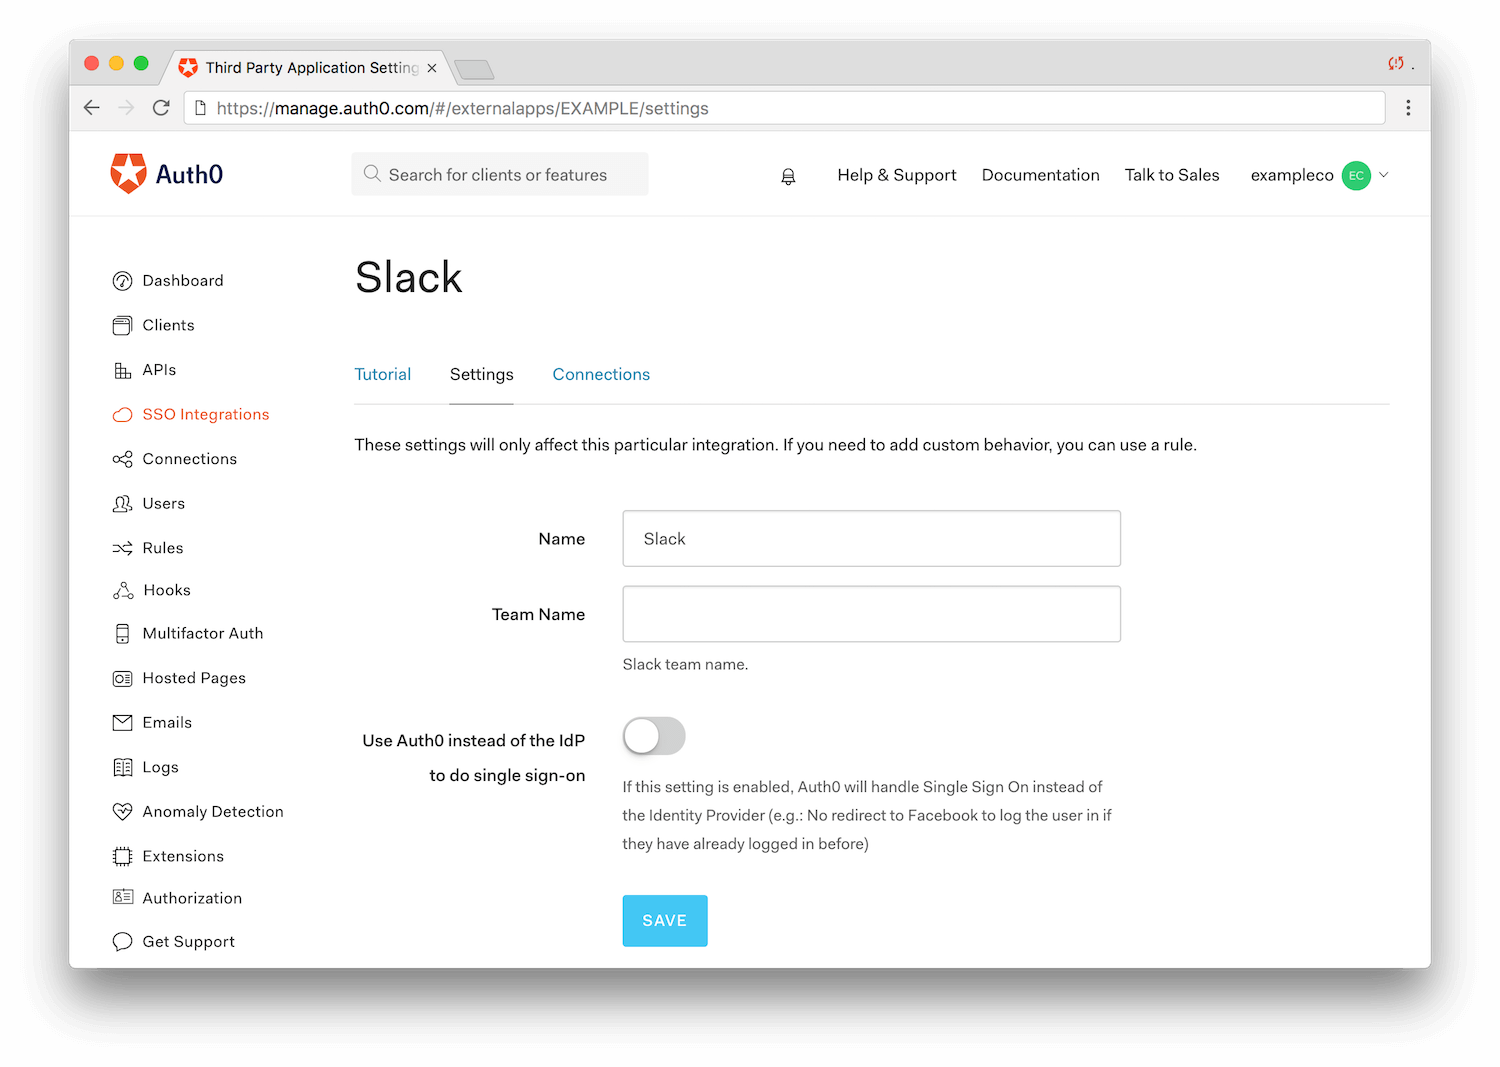 Third Party Application Setting
https://manage.auth0.com/#/externalapps/EXAMPLE/settings
Auth0
Search for clients or features
Help & Support
Documentation
Talk to Sales
exampleco
EC
Dashboard
Clients
APIs
SSO Integrations
Connections
Users
Rules
Hooks
Multifactor Auth
Hosted Pages
Emails
Logs
Anomaly Detection
Extensions
Authorization
Get Support
Slack
Tutorial
Settings
Connections
These settings will only affect this particular integration. If you need to add custom behavior, you can use a rule.
Name
Slack
Team Name
Slack team name.
Use Auth0 instead of the IdP
to do single sign-on
If this setting is enabled, Auth0 will handle Single Sign On instead of
the Identity Provider (e.g.: No redirect to Facebook to log the user in if
they have already logged in before)
SAVE